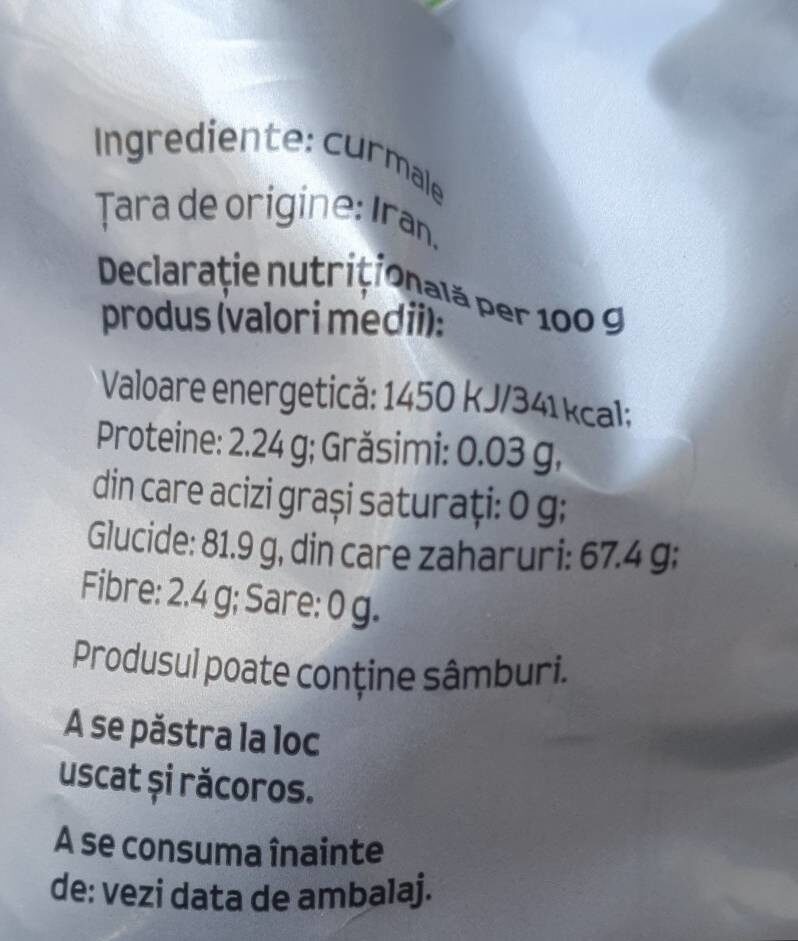 Ingrediente: curmale
Țara de origine: Iran.
Declarație nutrițională per 100 g
produs (valori medii):
Valoare energetică: 1450 kJ/341 kcal;
Proteine: 2.24 g; Grăsimi: 0.03 g,
din care acizi grași saturați: 0 g;
Glucide: 81.9 g, din care zaharuri: 67.4 g;
Fibre: 2.4 g; Sare: 0 g.
Produsul poate conține sâmburi.
A se păstra la loc
uscat și răcoros.
A se consuma înainte
de: vezi data de ambalaj.